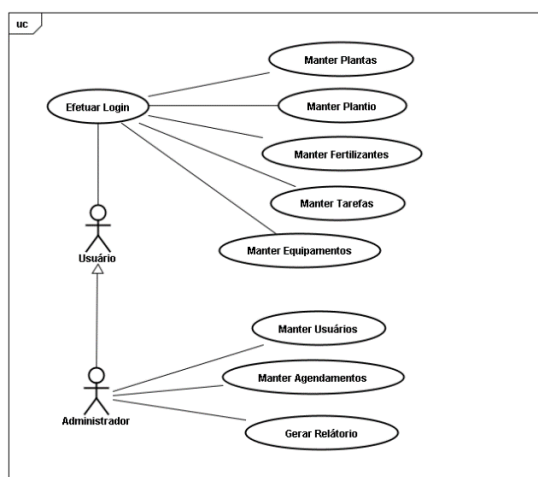 uc
Manter Plantas
Efetuar Login
Manter Plantio
Manter Fertilizantes
Manter Tarefas
Usuário
Manter Equipamentos
Manter Usuários
Manter Agendamentos
Administrador
Gerar Relátorio